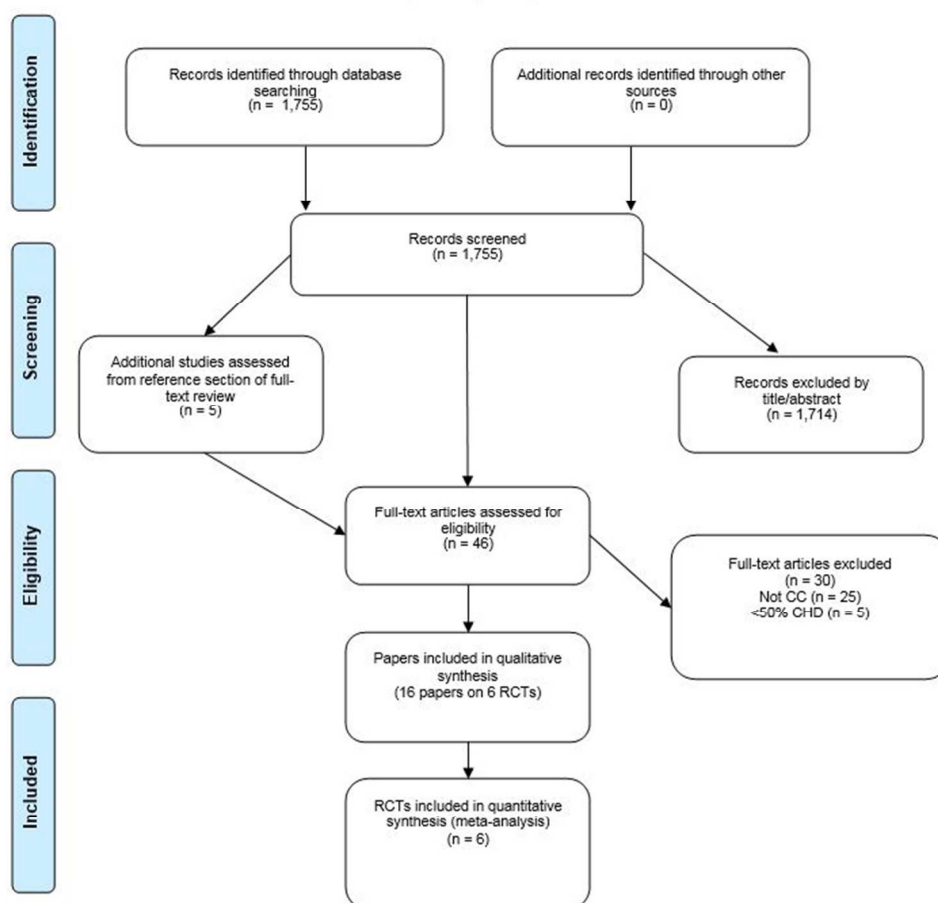 Identification
Records identified through database
searching
(n = 1,755)
Additional records identified through other
sources
(n = 0)
Records screened
(n = 1,755)
Screening
Additional studies assessed
from reference section of full-
text review
(n = 5)
Records excluded by
title/abstract
(n = 1,714)
Eligibility
Full-text articles assessed for
eligibility
(n = 46)
Full-text articles excluded
(n = 30)
Not CC (n = 25)
<50% CHD (n = 5)
Papers included in qualitative
synthesis
(16 papers on 6 RCTs)
Included
RCTs included in quantitative
synthesis (meta-analysis)
(n = 6)